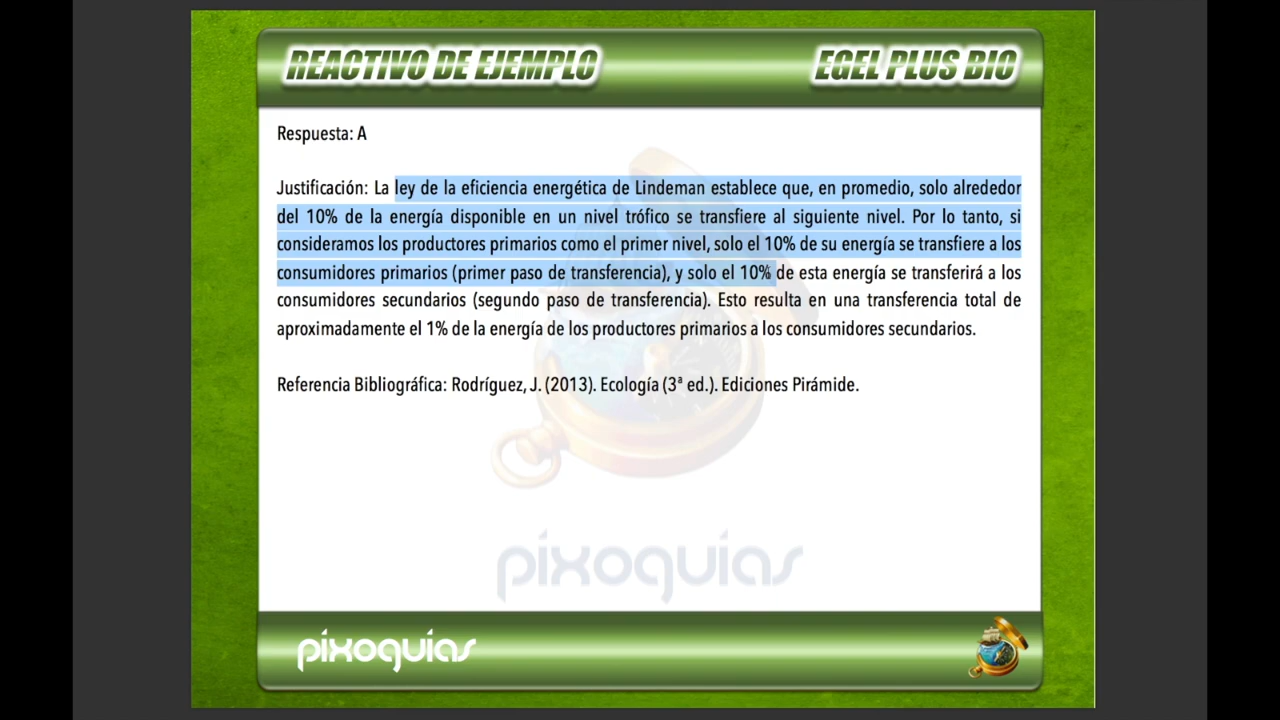 REACTIVO DE EJEMPLO
EGEL PLUS BIO
Respuesta: A
Justificación: La ley de la eficiencia energética de Lindeman establece que, en promedio, solo alrededor
del 10% de la energía disponible en un nivel trófico se transfiere al siguiente nivel. Por lo tanto, si
consideramos los productores primarios como el primer nivel, solo el 10% de su energía se transfiere a los
consumidores primarios (primer paso de transferencia), y solo el 10% de esta energía se transferirá a los
consumidores secundarios (segundo paso de transferencia). Esto resulta en una transferencia total de
aproximadamente el 1% de la energía de los productores primarios a los consumidores secundarios.
Referencia Bibliográfica: Rodríguez, J. (2013). Ecología (3ª ed.). Ediciones Pirámide.
pixoguías
pixoguías